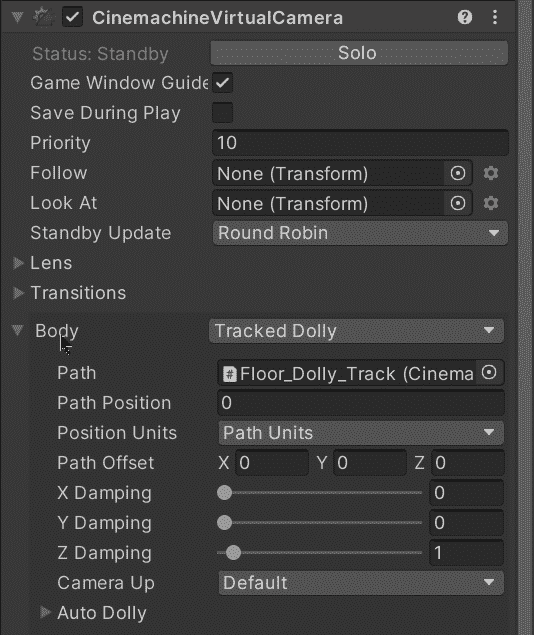 CinemachineVirtualCamera
Status: Standby Solo
Game Window Guide
Save During Play
Priority 10
Follow None (Transform)
Look At None (Transform)
Standby Update Round Robin
Lens
Transitions
Body Tracked Dolly
Path Floor_Dolly_Track (Cinema
Path Position 0
Position Units Path Units
Path Offset X 0 Y 0 Z 0
X Damping 0
Y Damping 0
Z Damping 1
Camera Up Default
Auto Dolly